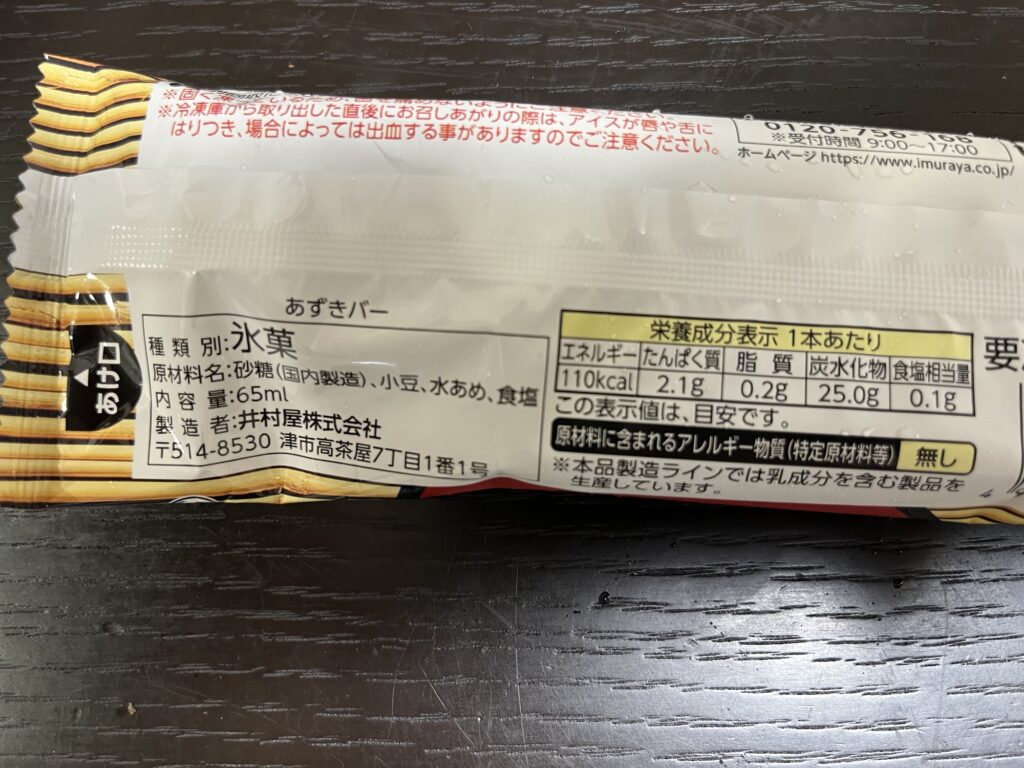 ※冷凍庫から取り出した直後にお召しあがりの際は、アイスが唇や舌に
はりつき、場合によっては出血する事がありますのでご注意ください。
0120-756-168
※受付時間 9:00～17:00
ホームページ https://www.imuraya.co.jp/
あけ口
あずきバー
種類別:氷菓
原材料名:砂糖(国内製造)、小豆、水あめ、食塩
内容量:65ml
製造者:井村屋株式会社
〒514-8530 津市高茶屋7丁目1番1号
栄養成分表示 1本あたり
エネルギー たんぱく質 脂質 炭水化物 食塩相当量
110kcal 2.1g 0.2g 25.0g 0.1g
この表示値は、目安です。
原材料に含まれるアレルギー物質(特定原材料等) 無し
※本品製造ラインでは乳成分を含む製品を
生産しています。
要
4